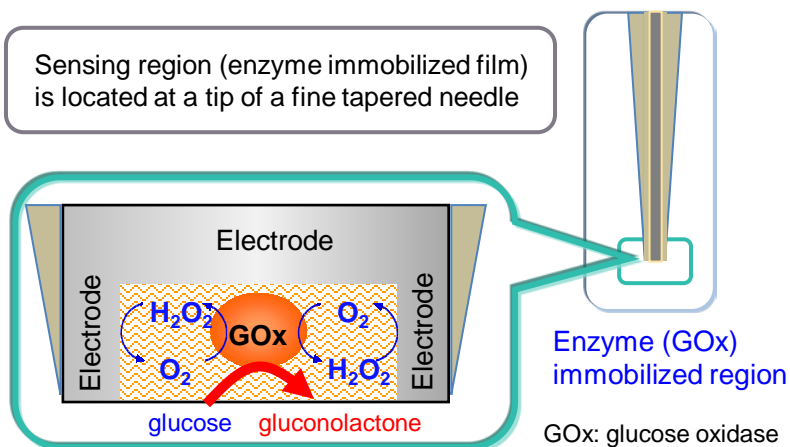 Sensing region (enzyme immobilized film)
is located at a tip of a fine tapered needle
Electrode
Electrode
Electrode
H₂O₂
O₂
GOx
O₂
H₂O₂
glucose
gluconolactone
Enzyme (GOx)
immobilized region
GOx: glucose oxidase